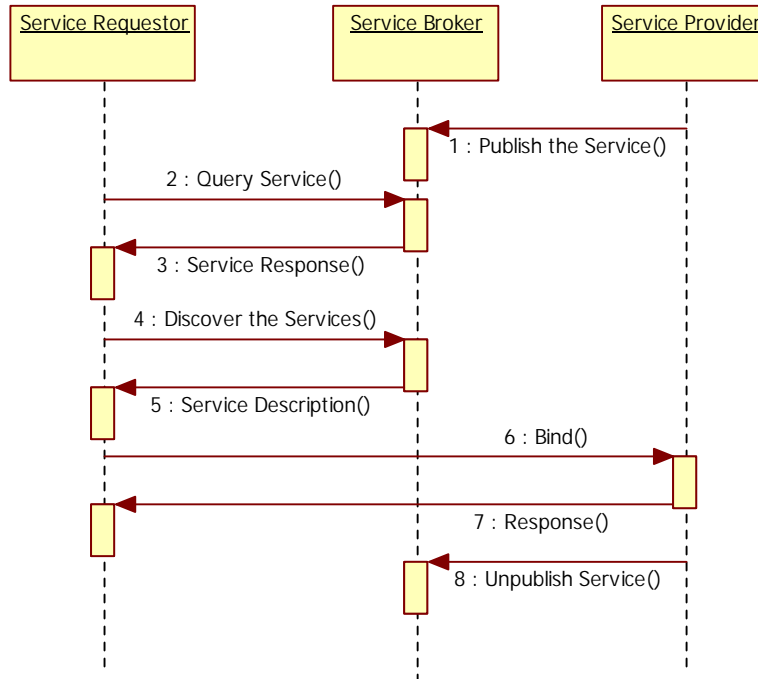 Service Requestor
Service Broker
Service Provider
1 : Publish the Service()
2 : Query Service()
3 : Service Response()
4 : Discover the Services()
5 : Service Description()
6 : Bind()
7 : Response()
8 : Unpublish Service()